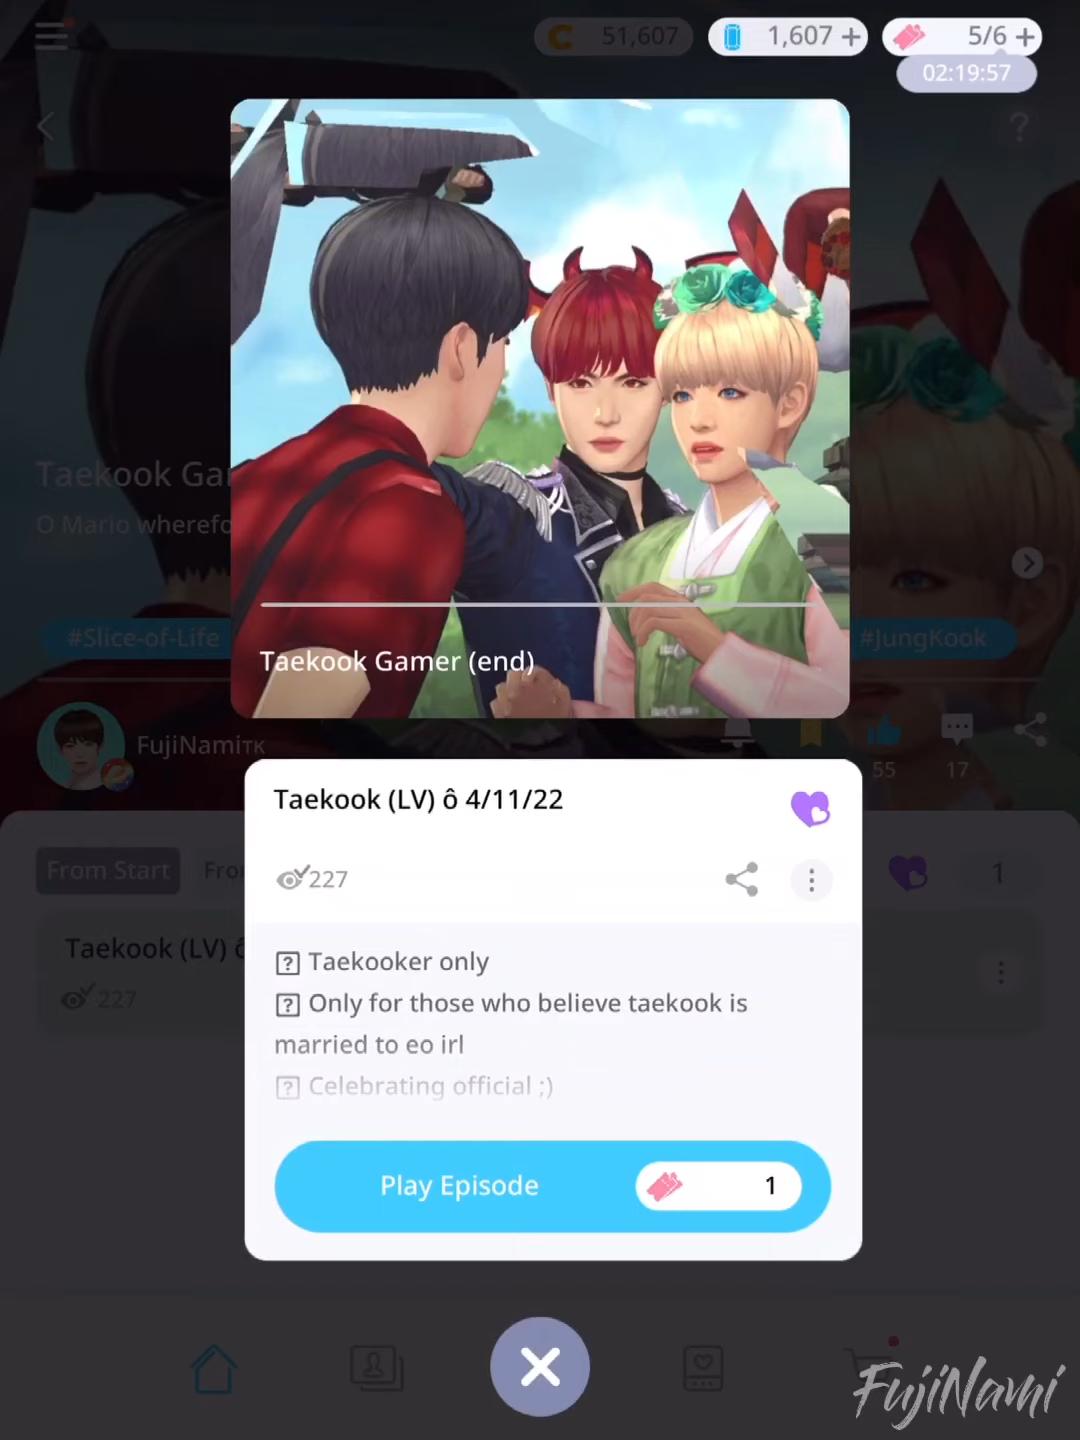 C 51,607
1,607 +
5/6 +
02:19:57
?
Taekook Ga
O Mario wherefo
#Slice-of-Life
#JungKook
Taekook Gamer (end)
FujiNamiTK
55
17
Taekook (LV) ô 4/11/22
227
From Start
Fro
1
Taekook (LV) ô
227
? Taekooker only
? Only for those who believe taekook is
married to eo irl
? Celebrating official ;)
Play Episode
1
FujiNami